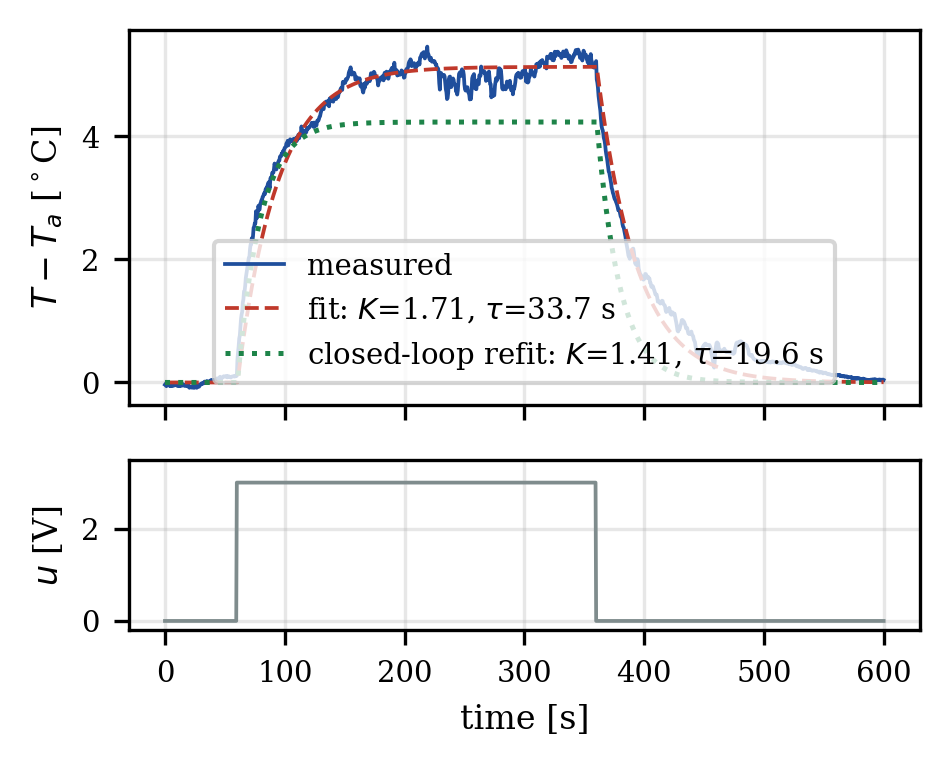 T − Tₐ [°C]
4
2
0
measured
fit: K=1.71, τ=33.7 s
closed-loop refit: K=1.41, τ=19.6 s
u [V]
2
0
0 100 200 300 400 500 600
time [s]